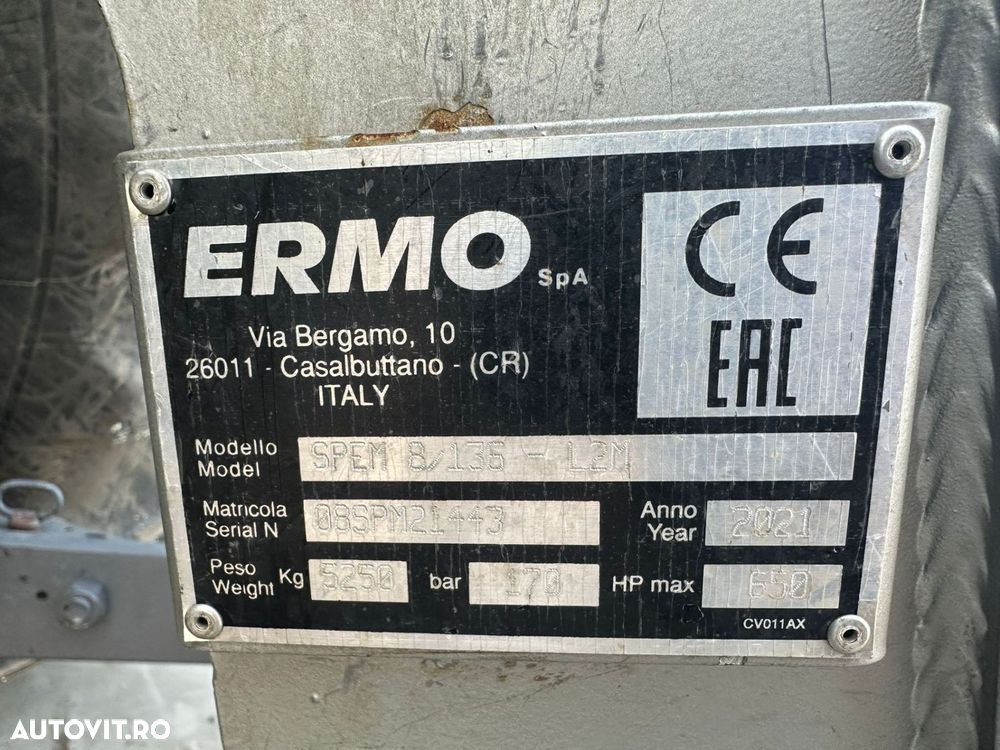 ERMO SpA
CE
EAC
Via Bergamo, 10
26011 - Casalbuttano - (CR)
ITALY
Modello
Model
SPEM 8/136 - L2M
Matricola
Serial N
08SPM21443
Anno
Year
2021
Peso
Weight
Kg 5250 bar 170 HP max 650
CV011AX
AUTOVIT.RO